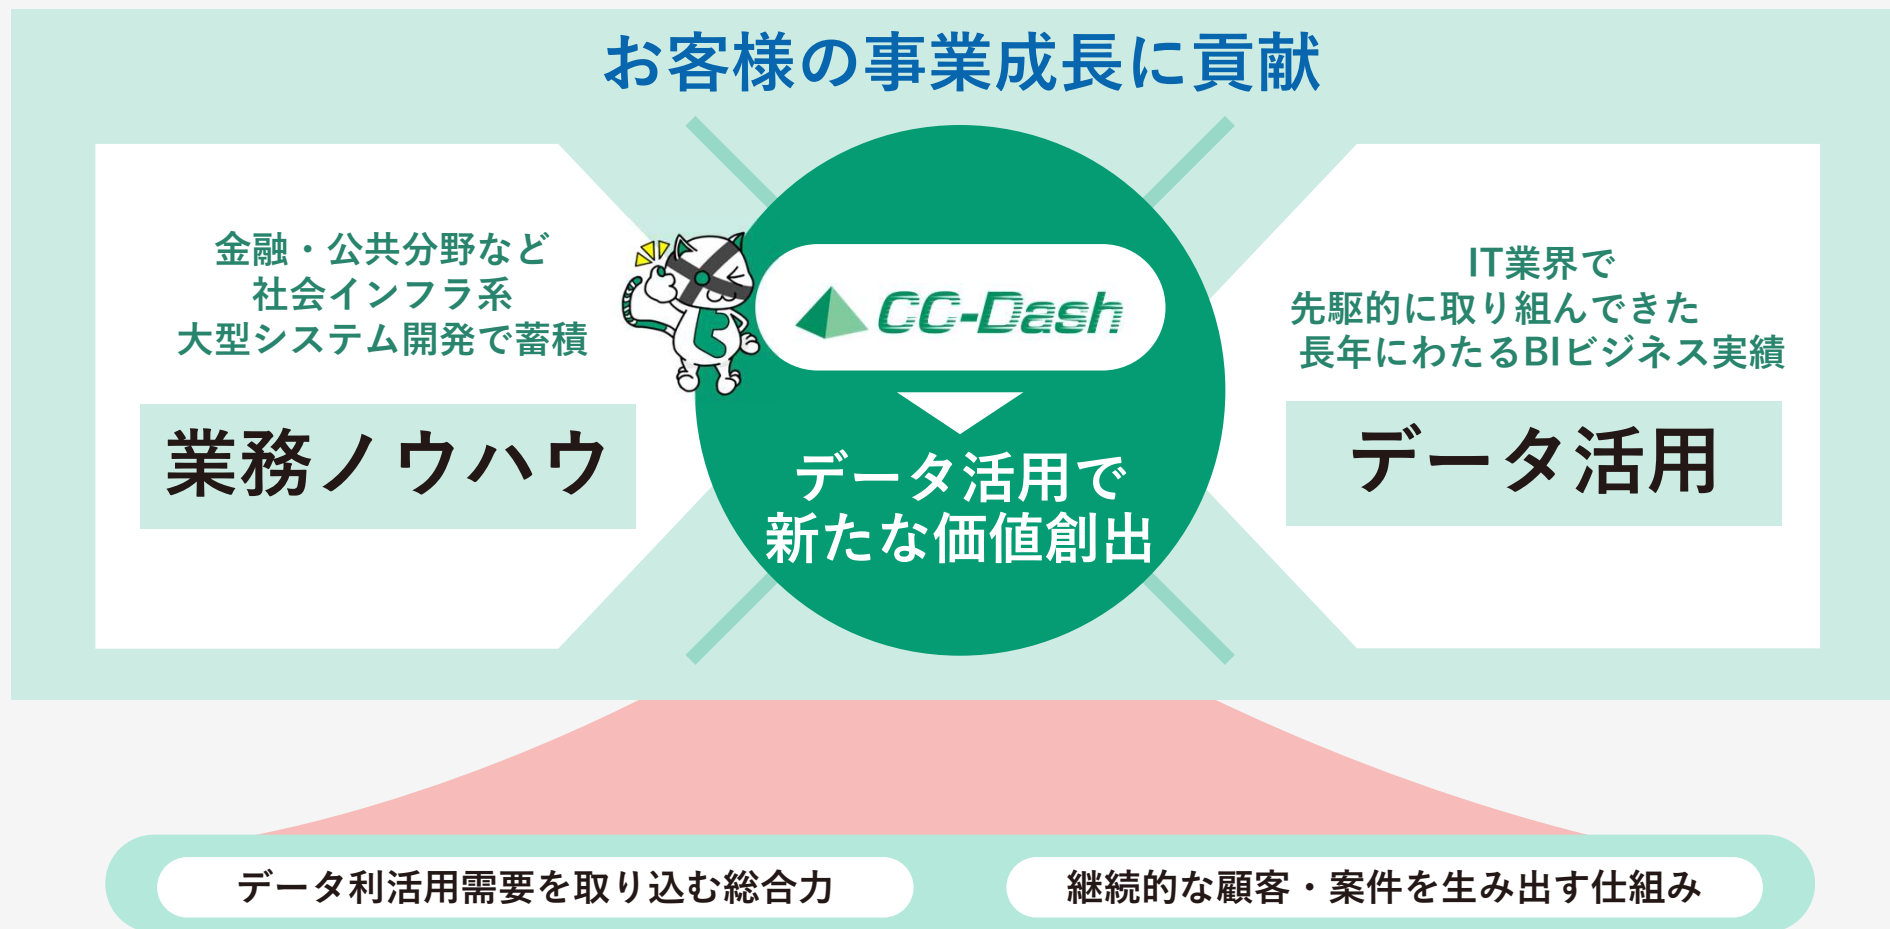 お客様の事業成長に貢献
金融・公共分野など
社会インフラ系
大型システム開発で蓄積
業務ノウハウ
CC-Dash
データ活用で
新たな価値創出
IT業界で
先駆的に取り組んできた
長年にわたるBIビジネス実績
データ活用
データ利活用需要を取り込む総合力
継続的な顧客・案件を生み出す仕組み